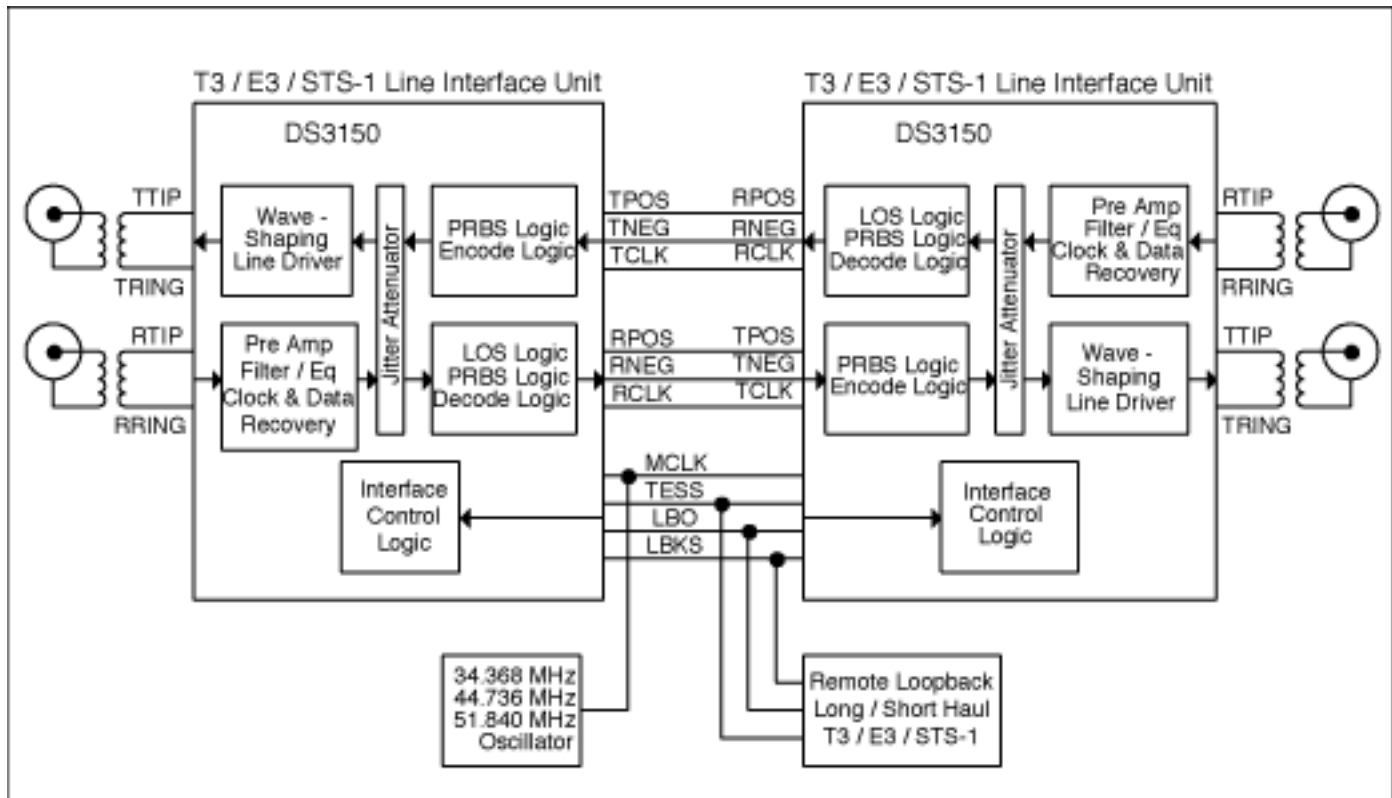 T3 / E3 / STS-1 Line Interface Unit
T3 / E3 / STS-1 Line Interface Unit
DS3150
DS3150
TTIP
TRING
Wave -
Shaping
Line Driver
Jitter Attenuator
PRBS Logic
Encode Logic
TPOS
TNEG
TCLK
RPOS
RNEG
RCLK
LOS Logic
PRBS Logic
Decode Logic
Jitter Attenuator
Pre Amp
Filter / Eq
Clock & Data
Recovery
RTIP
RRING
RTIP
RRING
Pre Amp
Filter / Eq
Clock & Data
Recovery
LOS Logic
PRBS Logic
Decode Logic
RPOS
RNEG
RCLK
TPOS
TNEG
TCLK
PRBS Logic
Encode Logic
Wave -
Shaping
Line Driver
TTIP
TRING
Interface
Control
Logic
MCLK
TESS
LBO
LBKS
Interface
Control
Logic
34.368 MHz
44.736 MHz
51.840 MHz
Oscillator
Remote Loopback
Long / Short Haul
T3 / E3 / STS-1